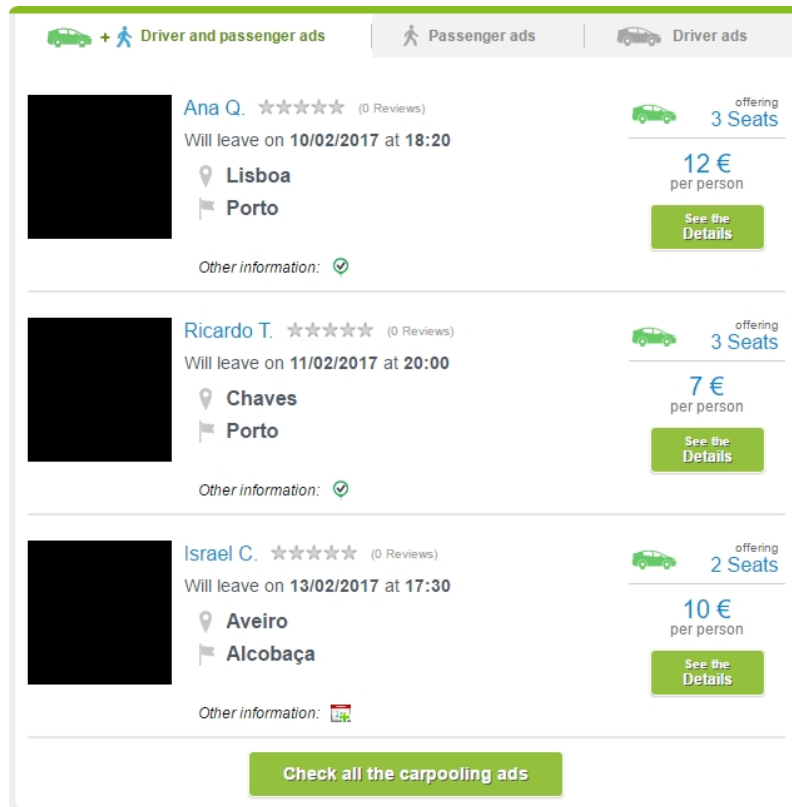 + Driver and passenger ads
Passenger ads
Driver ads
Ana Q. (0 Reviews)
offering
3 Seats
Will leave on 10/02/2017 at 18:20
Lisboa
Porto
12 €
per person
See the
Details
Other information:
Ricardo T. (0 Reviews)
offering
3 Seats
Will leave on 11/02/2017 at 20:00
Chaves
Porto
7 €
per person
See the
Details
Other information:
Israel C. (0 Reviews)
offering
2 Seats
Will leave on 13/02/2017 at 17:30
Aveiro
Alcobaça
10 €
per person
See the
Details
Other information:
Check all the carpooling ads